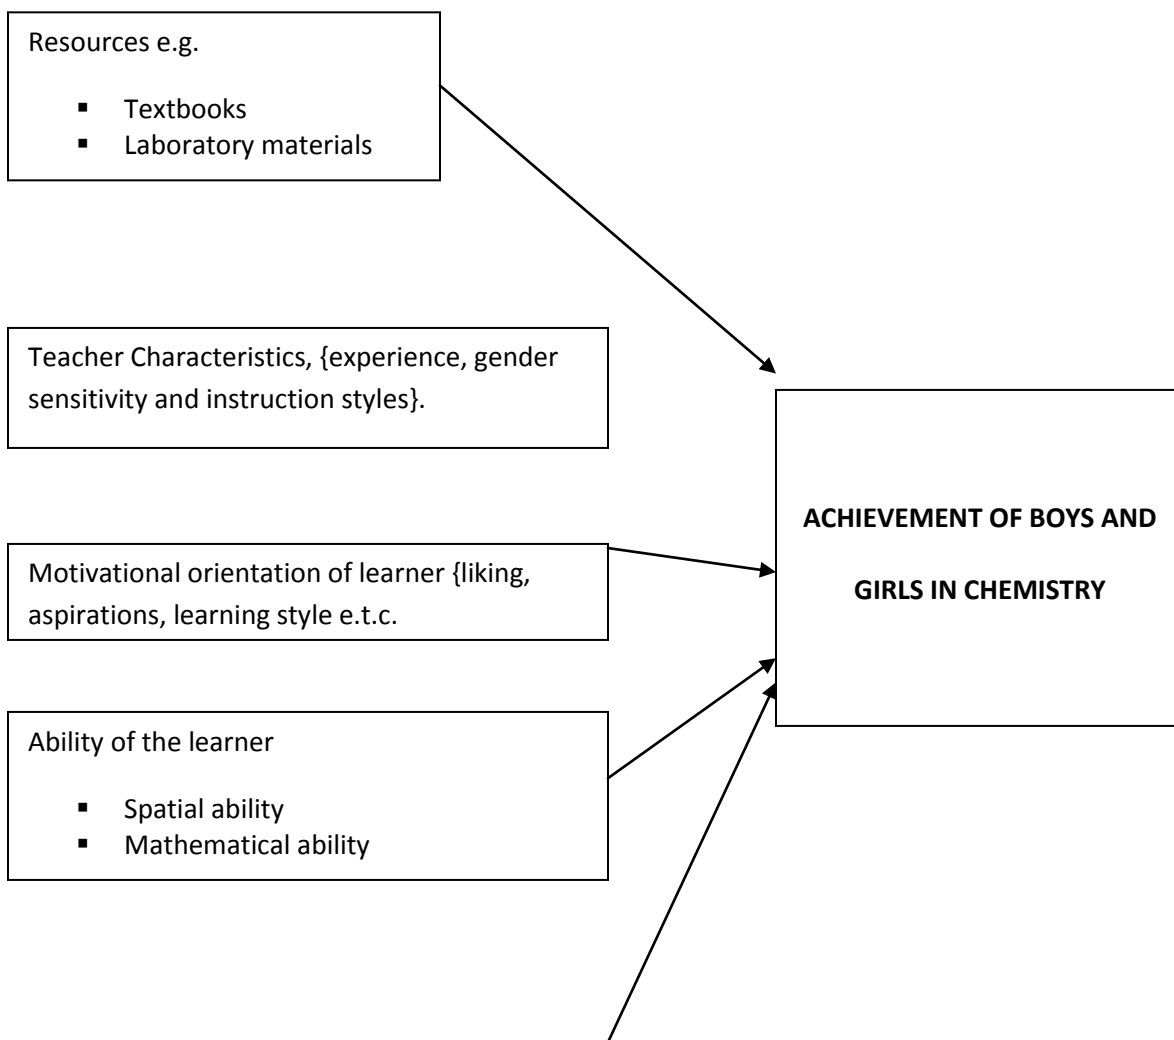 Resources e.g.
▪ Textbooks
▪ Laboratory materials
Teacher Characteristics, {experience, gender
sensitivity and instruction styles}.
Motivational orientation of learner {liking,
aspirations, learning style e.t.c.
Ability of the learner
▪ Spatial ability
▪ Mathematical ability
ACHIEVEMENT OF BOYS AND
GIRLS IN CHEMISTRY